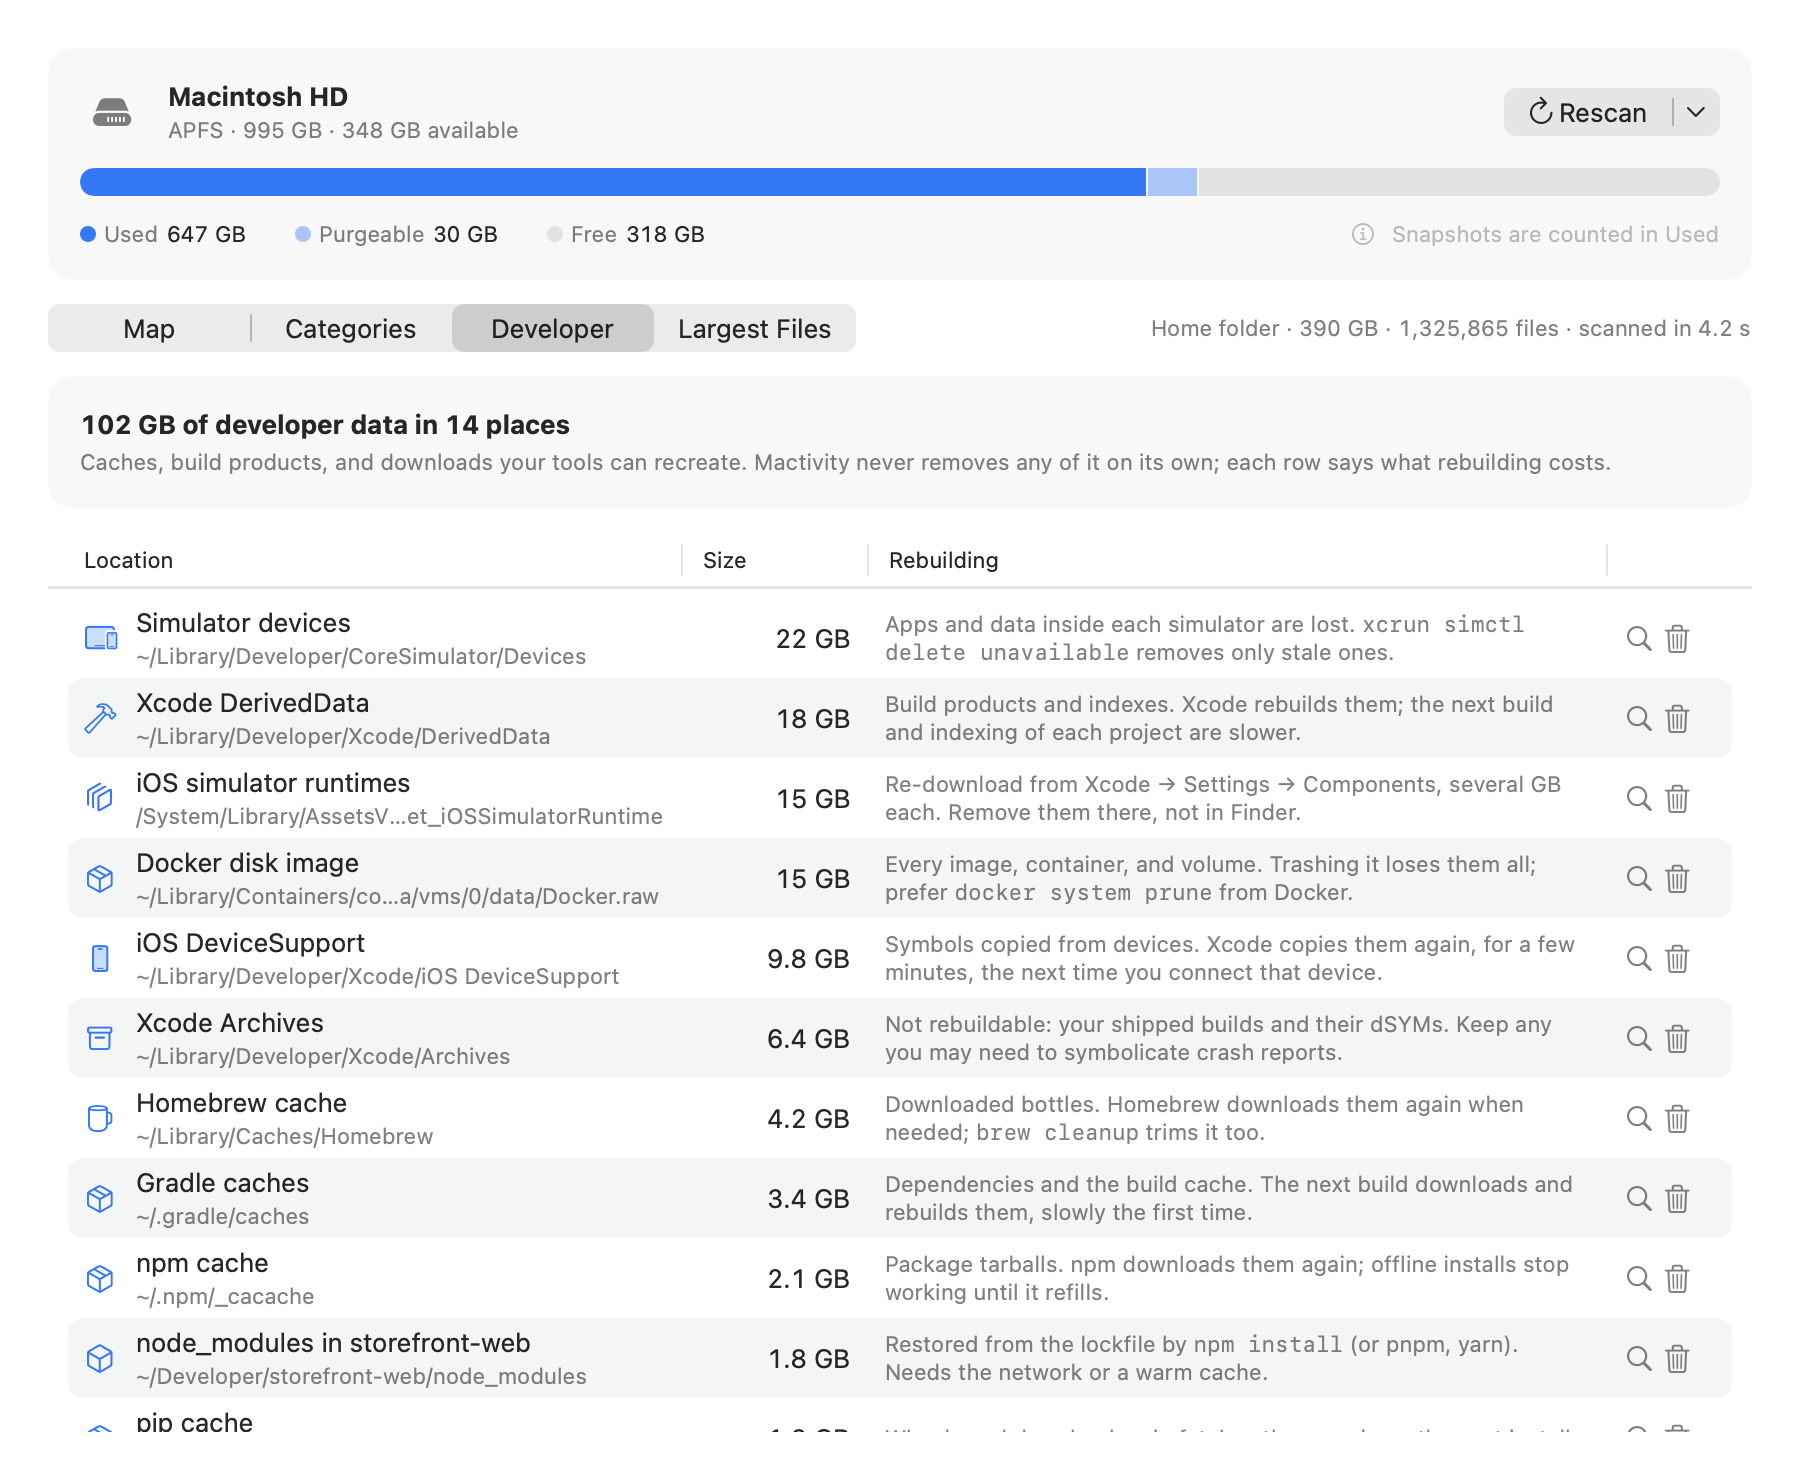 Macintosh HD
APFS · 995 GB · 348 GB available
Rescan
Used 647 GB
Purgeable 30 GB
Free 318 GB
Snapshots are counted in Used
Map
Categories
Developer
Largest Files
Home folder · 390 GB · 1,325,865 files · scanned in 4.2 s
102 GB of developer data in 14 places
Caches, build products, and downloads your tools can recreate. Mactivity never removes any of it on its own; each row says what rebuilding costs.
Location
Size
Rebuilding
Simulator devices
~/Library/Developer/CoreSimulator/Devices
22 GB
Apps and data inside each simulator are lost. xcrun simctl
delete unavailable removes only stale ones.
Xcode DerivedData
~/Library/Developer/Xcode/DerivedData
18 GB
Build products and indexes. Xcode rebuilds them; the next build
and indexing of each project are slower.
iOS simulator runtimes
/System/Library/AssetsV...et_iOSSimulatorRuntime
15 GB
Re-download from Xcode → Settings → Components, several GB
each. Remove them there, not in Finder.
Docker disk image
~/Library/Containers/co...a/vms/0/data/Docker.raw
15 GB
Every image, container, and volume. Trashing it loses them all;
prefer docker system prune from Docker.
iOS DeviceSupport
~/Library/Developer/Xcode/iOS DeviceSupport
9.8 GB
Symbols copied from devices. Xcode copies them again, for a few
minutes, the next time you connect that device.
Xcode Archives
~/Library/Developer/Xcode/Archives
6.4 GB
Not rebuildable: your shipped builds and their dSYMs. Keep any
you may need to symbolicate crash reports.
Homebrew cache
~/Library/Caches/Homebrew
4.2 GB
Downloaded bottles. Homebrew downloads them again when
needed; brew cleanup trims it too.
Gradle caches
~/.gradle/caches
3.4 GB
Dependencies and the build cache. The next build downloads and
rebuilds them, slowly the first time.
npm cache
~/.npm/_cacache
2.1 GB
Package tarballs. npm downloads them again; offline installs stop
working until it refills.
node_modules in storefront-web
~/Developer/storefront-web/node_modules
1.8 GB
Restored from the lockfile by npm install (or pnpm, yarn).
Needs the network or a warm cache.
pip cache